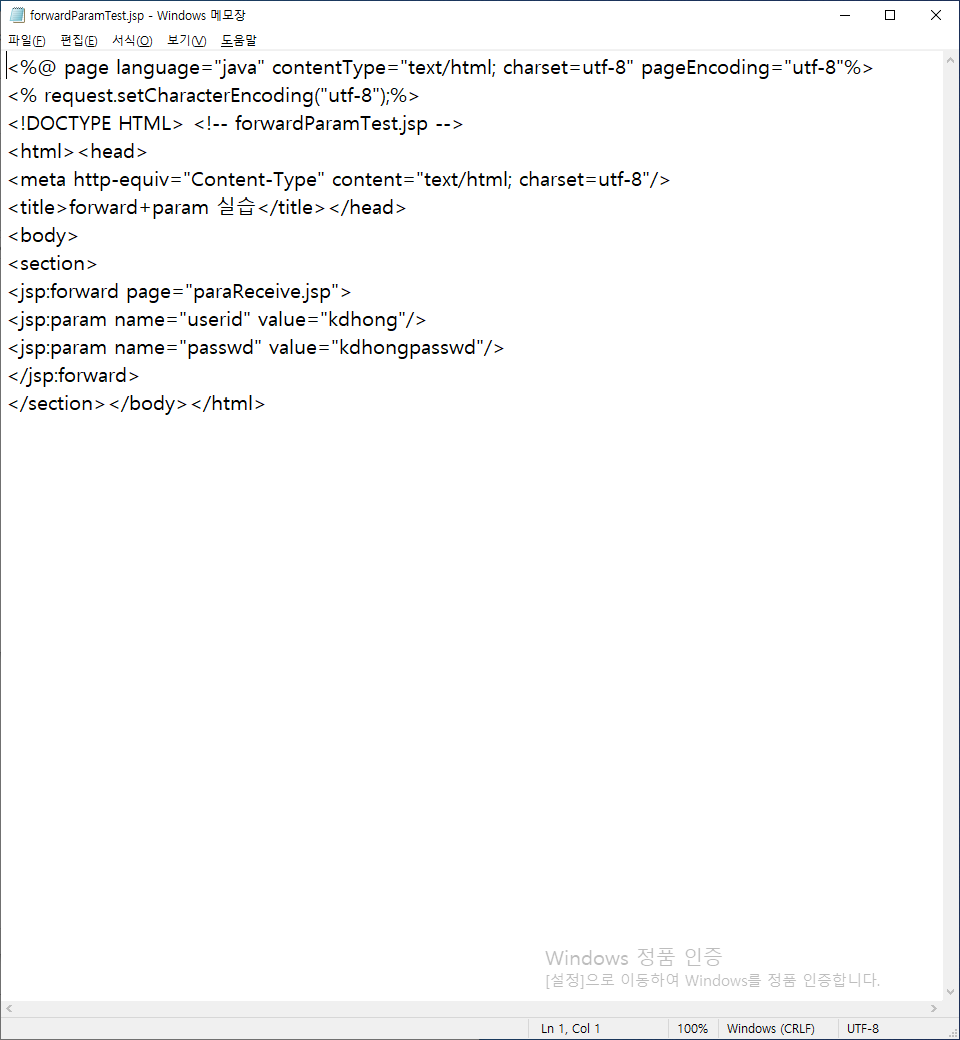 forwardParamTest.jsp - Windows 메모장
파일(F) 편집(E) 서식(O) 보기(V) 도움말
<%@ page language="java" contentType="text/html; charset=utf-8" pageEncoding="utf-8"%>
<% request.setCharacterEncoding("utf-8");%>
<!DOCTYPE HTML> <!-- forwardParamTest.jsp -->
<html><head>
<meta http-equiv="Content-Type" content="text/html; charset=utf-8"/>
<title>forward+param 실습</title></head>
<body>
<section>
<jsp:forward page="paraReceive.jsp">
<jsp:param name="userid" value="kdhong"/>
<jsp:param name="passwd" value="kdhongpasswd"/>
</jsp:forward>
</section></body></html>
Windows 정품 인증
[설정]으로 이동하여 Windows를 정품 인증합니다.
Ln 1, Col 1 100% Windows (CRLF) UTF-8